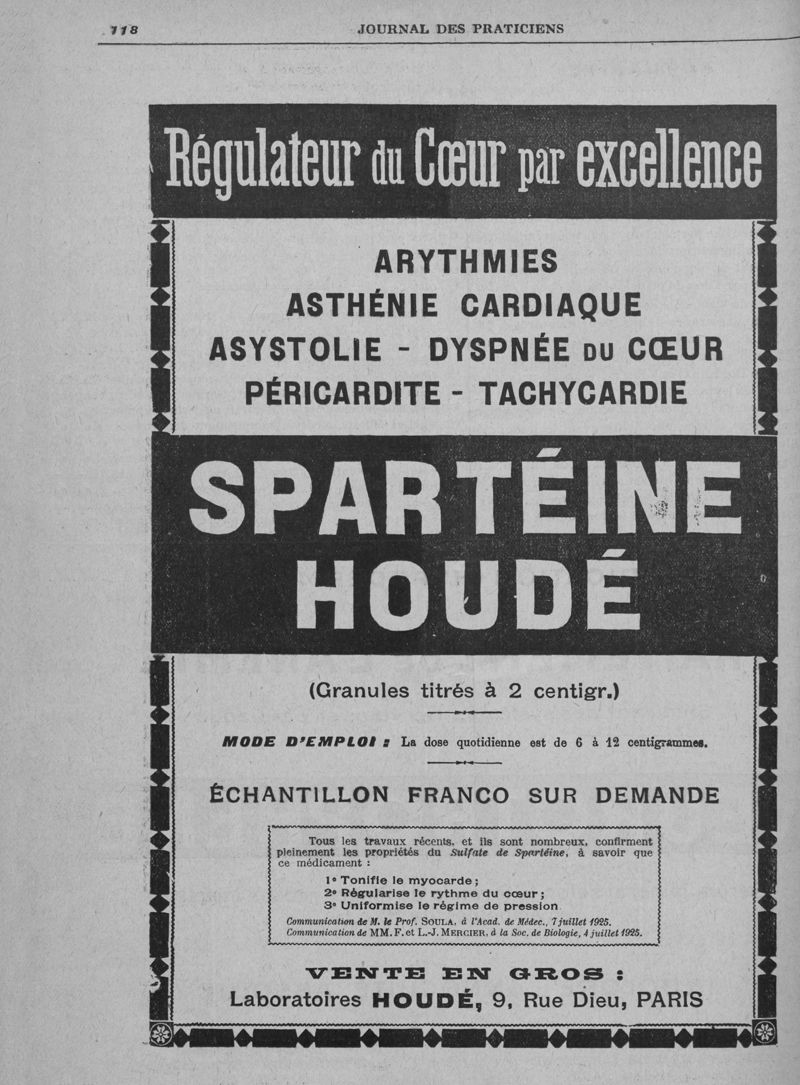 118
JOURNAL DES PRATICIENS
Régulateur du Cœur par excellence
ARYTHMIES
ASTHÉNIE CARDIAQUE
ASYSTOLIE - DYSPNÉE DU CŒUR
PÉRICARDITE - TACHYCARDIE
SPARTÉINE
HOUDÉ
(Granules titrés à 2 centigr.)
MODE D'EMPLOI : La dose quotidienne est de 6 à 12 centigrammes.
ÉCHANTILLON FRANCO SUR DEMANDE
Tous les travaux récents, et ils sont nombreux, confirment
pleinement les propriétés du Sulfate de Spartéine, à savoir que
ce médicament :
1° Tonifie le myocarde ;
2° Régularise le rythme du cœur ;
3° Uniformise le régime de pression
Communication de M. le Prof. SOULA, à l'Acad. de Médec., 7 juillet 1925.
Communication de MM. F. et L.-J. MERCIER, à la Soc. de Biologie, 4 juillet 1925.
VENTE EN GROS :
Laboratoires HOUDÉ, 9, Rue Dieu, PARIS